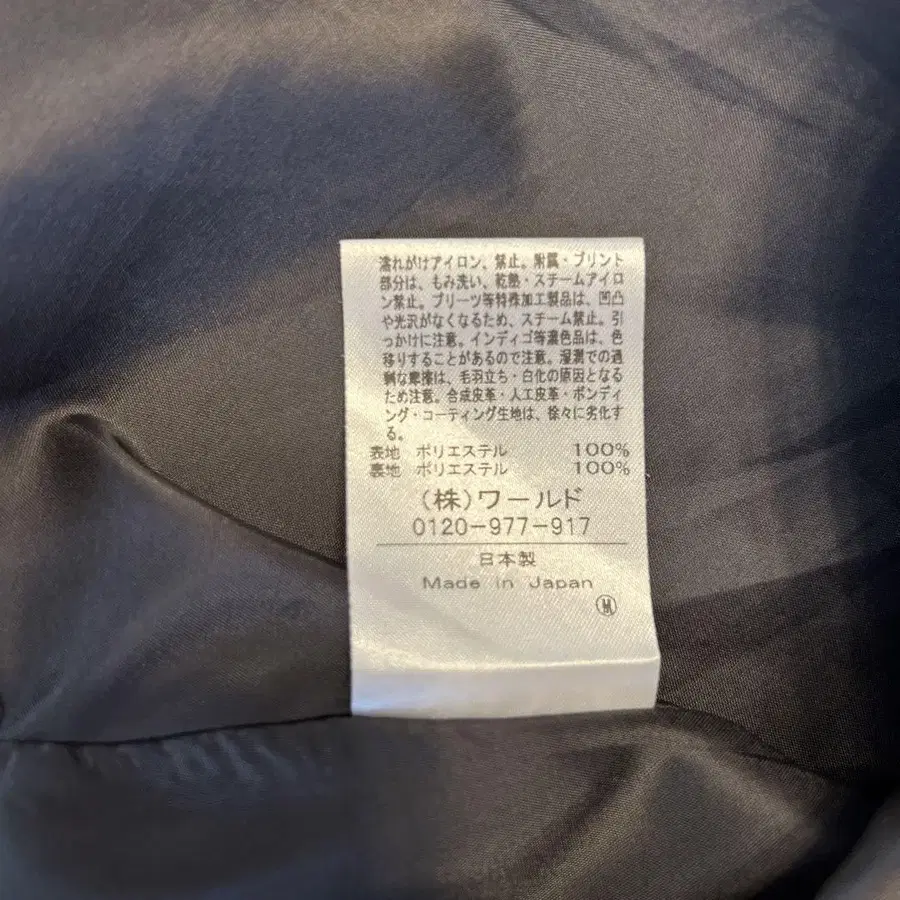 濡れがけアイロン、禁止。附属・プリント
部分は、もみ洗い、乾熱・スチームアイロ
ン禁止。プリーツ等特殊加工製品は、凹凸
や光沢がなくなるため、スチーム禁止。引
っかけに注意。インディゴ等濃色品は、色
移りすることがあるので注意。湿潤での過
剰な摩擦は、毛羽立ち・白化の原因となる
ため注意。合成皮革・人工皮革・ボンディ
ング・コーティング生地は、徐々に劣化す
る。
表地 ポリエステル 100%
裏地 ポリエステル 100%
(株)ワールド
0120-977-917
日本製
Made in Japan